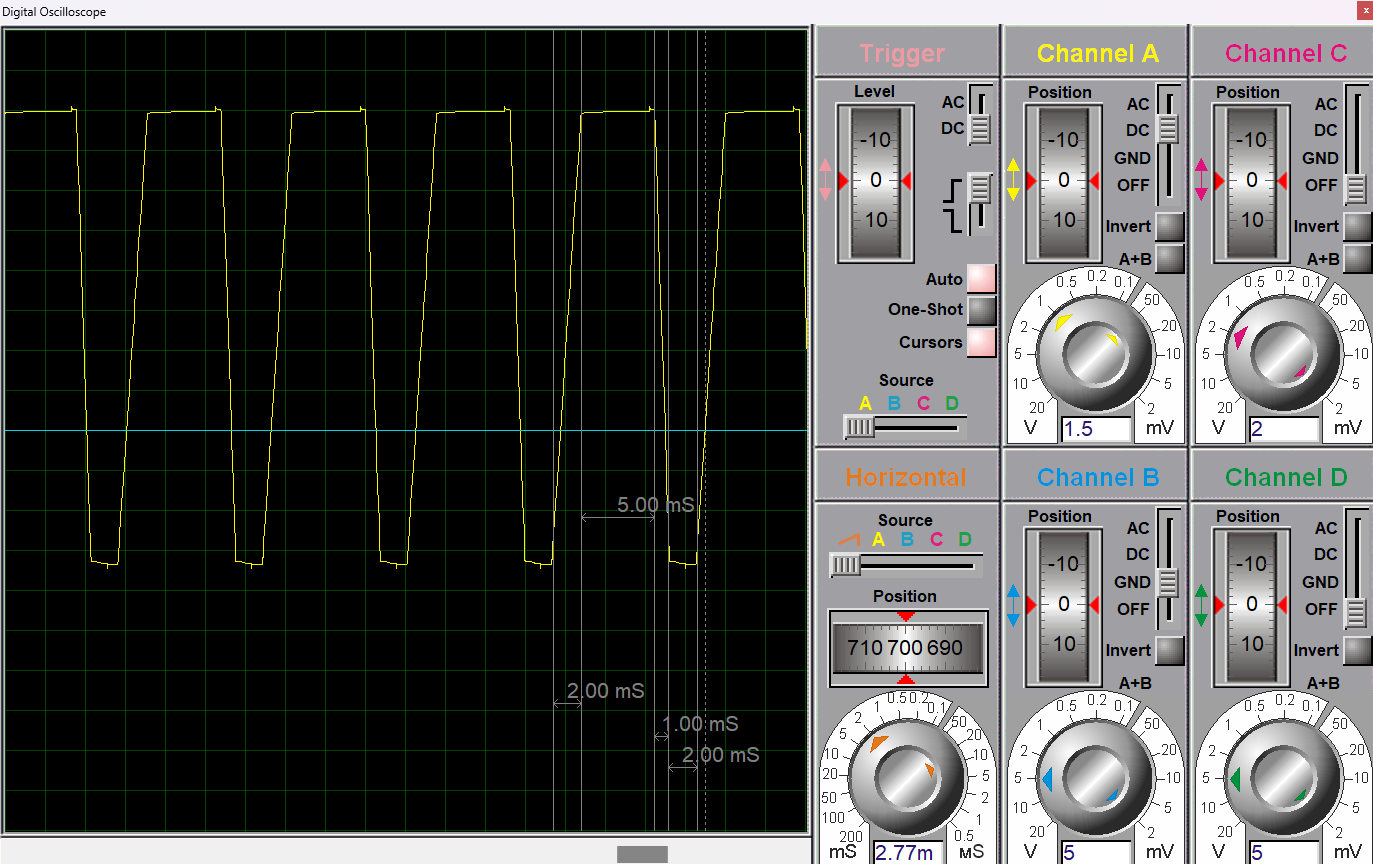 Digital Oscilloscope
x
5.00 mS
2.00 mS
1.00 mS
2.00 mS
Trigger
Level
-10
0
10
AC
DC
Auto
One-Shot
Cursors
Source
A B C D
Channel A
Position
-10
0
10
AC
DC
GND
OFF
Invert
A+B
20 10 5 2 1 0.5 0.2 0.1 50 20 10 5 2
V
1.5
mV
Channel C
Position
-10
0
10
AC
DC
GND
OFF
Invert
A+B
20 10 5 2 1 0.5 0.2 0.1 50 20 10 5 2
V
2
mV
Horizontal
Source
A B C D
Position
710 700 690
200 100 50 20 10 5 2 1 0.5 0.2 0.1 50 20 10 5 2 1 0.5
mS
2.77m
мS
Channel B
Position
-10
0
10
AC
DC
GND
OFF
Invert
A+B
20 10 5 2 1 0.5 0.2 0.1 50 20 10 5 2
V
5
mV
Channel D
Position
-10
0
10
AC
DC
GND
OFF
Invert
A+B
20 10 5 2 1 0.5 0.2 0.1 50 20 10 5 2
V
5
mV